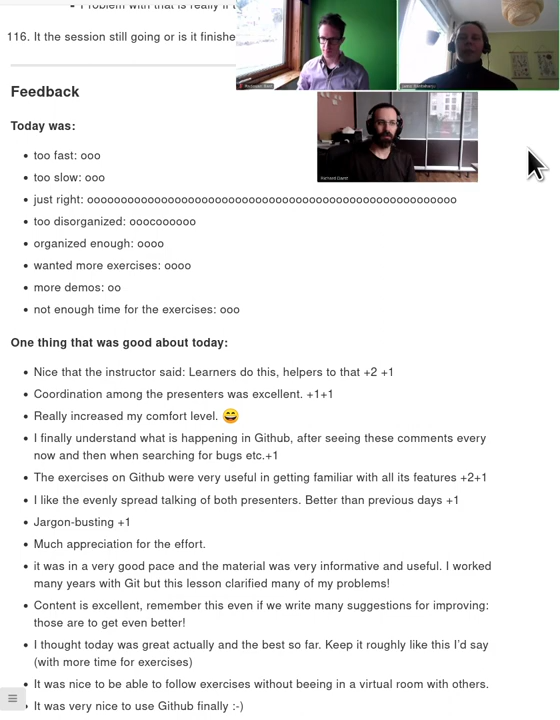 Problem with that is really if t
116. It the session still going or is it finishe
Feedback
Today was:
too fast: ooo
too slow: ooo
just right: ooooooooooooooooooooooooooooooooooooooooooooooooooooooo
too disorganized: ooocoooooo
organized enough: oooo
wanted more exercises: oooo
more demos: oo
not enough time for the exercises: ooo
One thing that was good about today:
Nice that the instructor said: Learners do this, helpers to that +2 +1
Coordination among the presenters was excellent. +1+1
Really increased my comfort level. 😄
I finally understand what is happening in Github, after seeing these comments every
now and then when searching for bugs etc.+1
The exercises on Github were very useful in getting familiar with all its features +2+1
I like the evenly spread talking of both presenters. Better than previous days +1
Jargon-busting +1
Much appreciation for the effort.
it was in a very good pace and the material was very informative and useful. I worked
many years with Git but this lesson clarified many of my problems!
Content is excellent, remember this even if we write many suggestions for improving:
those are to get even better!
I thought today was great actually and the best so far. Keep it roughly like this I'd say
(with more time for exercises)
It was nice to be able to follow exercises without beeing in a virtual room with others.
It was very nice to use Github finally :-)